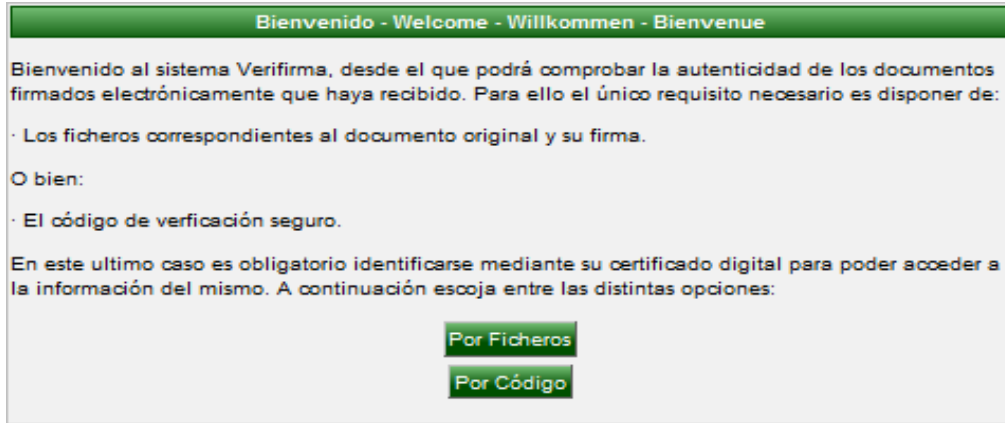 Bienvenido - Welcome - Willkommen - Bienvenue
Bienvenido al sistema Verifirma, desde el que podrá comprobar la autenticidad de los documentos
firmados electrónicamente que haya recibido. Para ello el único requisito necesario es disponer de:
· Los ficheros correspondientes al documento original y su firma.
O bien:
· El código de verficación seguro.
En este ultimo caso es obligatorio identificarse mediante su certificado digital para poder acceder a
la información del mismo. A continuación escoja entre las distintas opciones:
Por Ficheros
Por Código